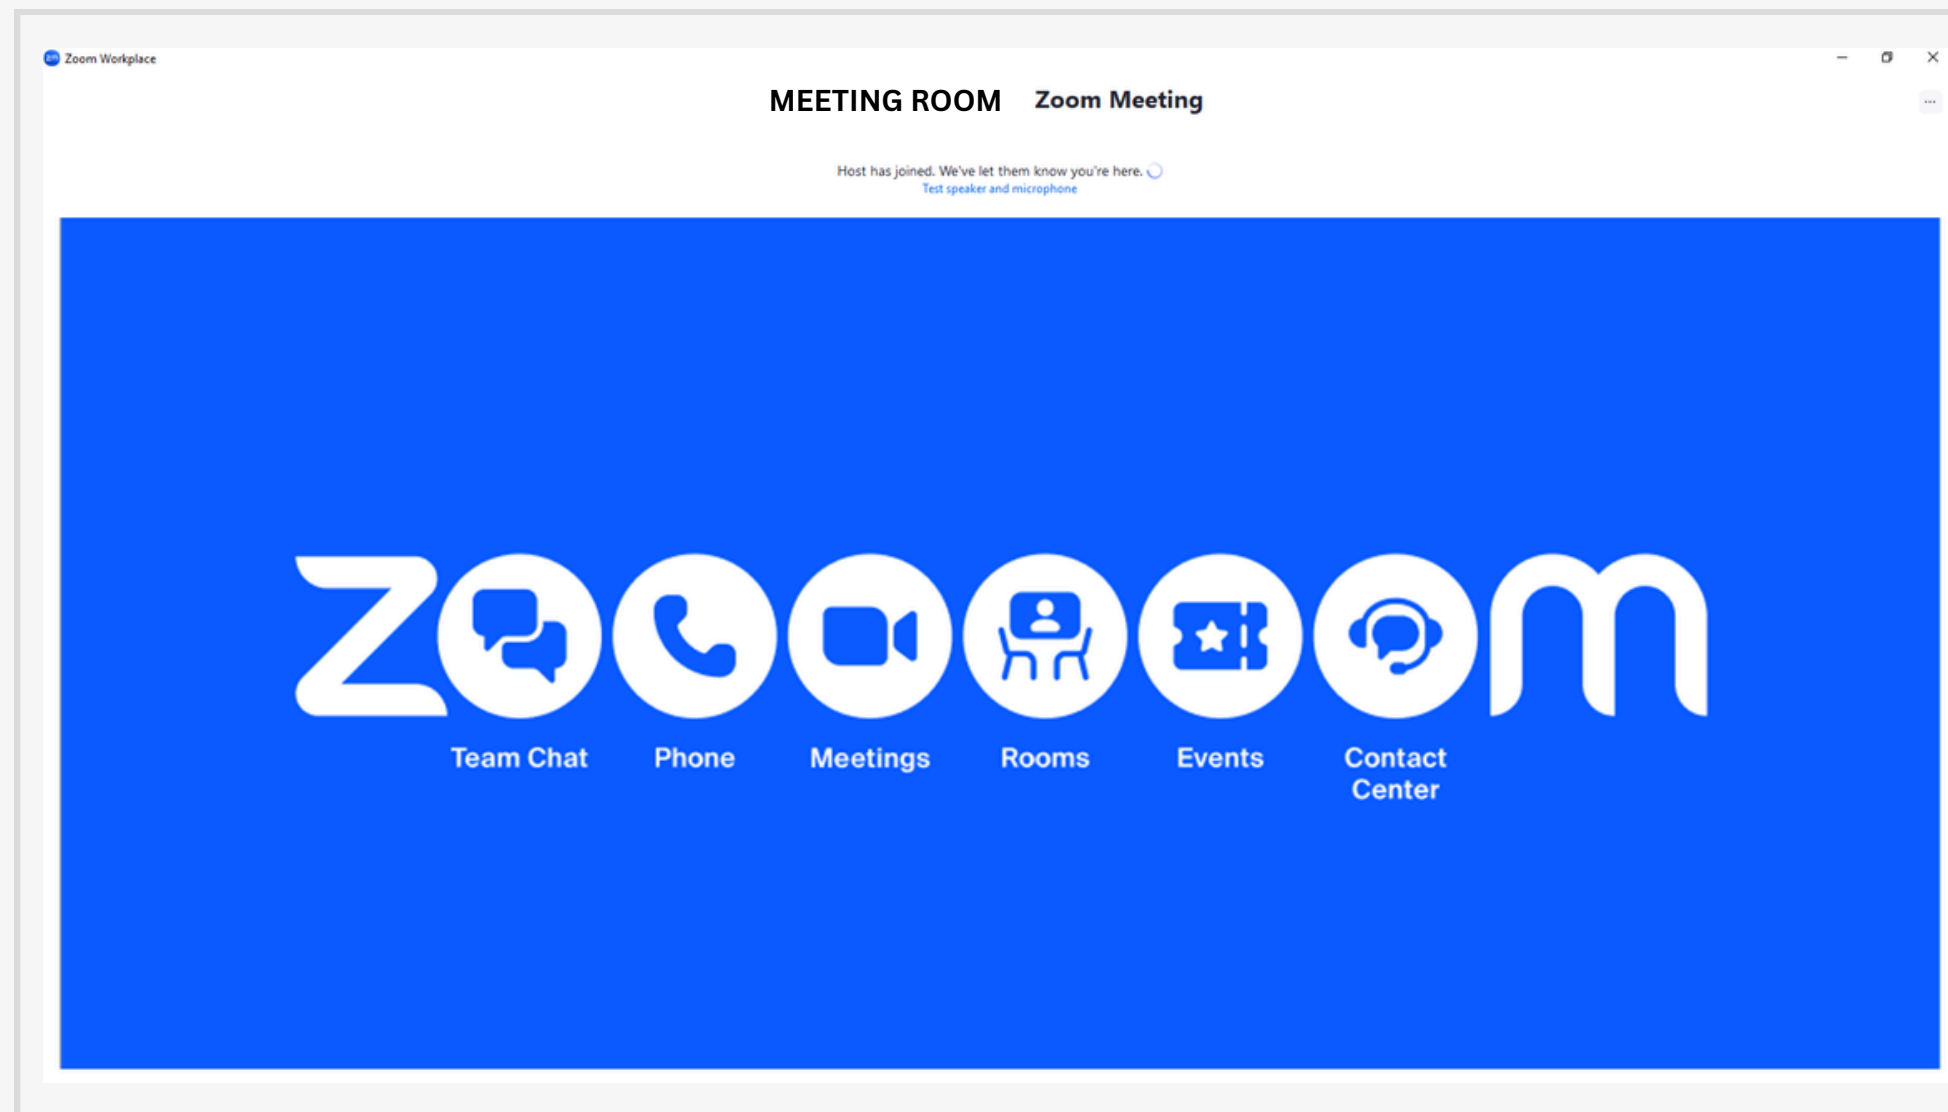 Zoom Workplace
MEETING ROOM Zoom Meeting
Host has joined. We've let them know you're here.
Test speaker and microphone
zoooooom
Team Chat Phone Meetings Rooms Events Contact Center